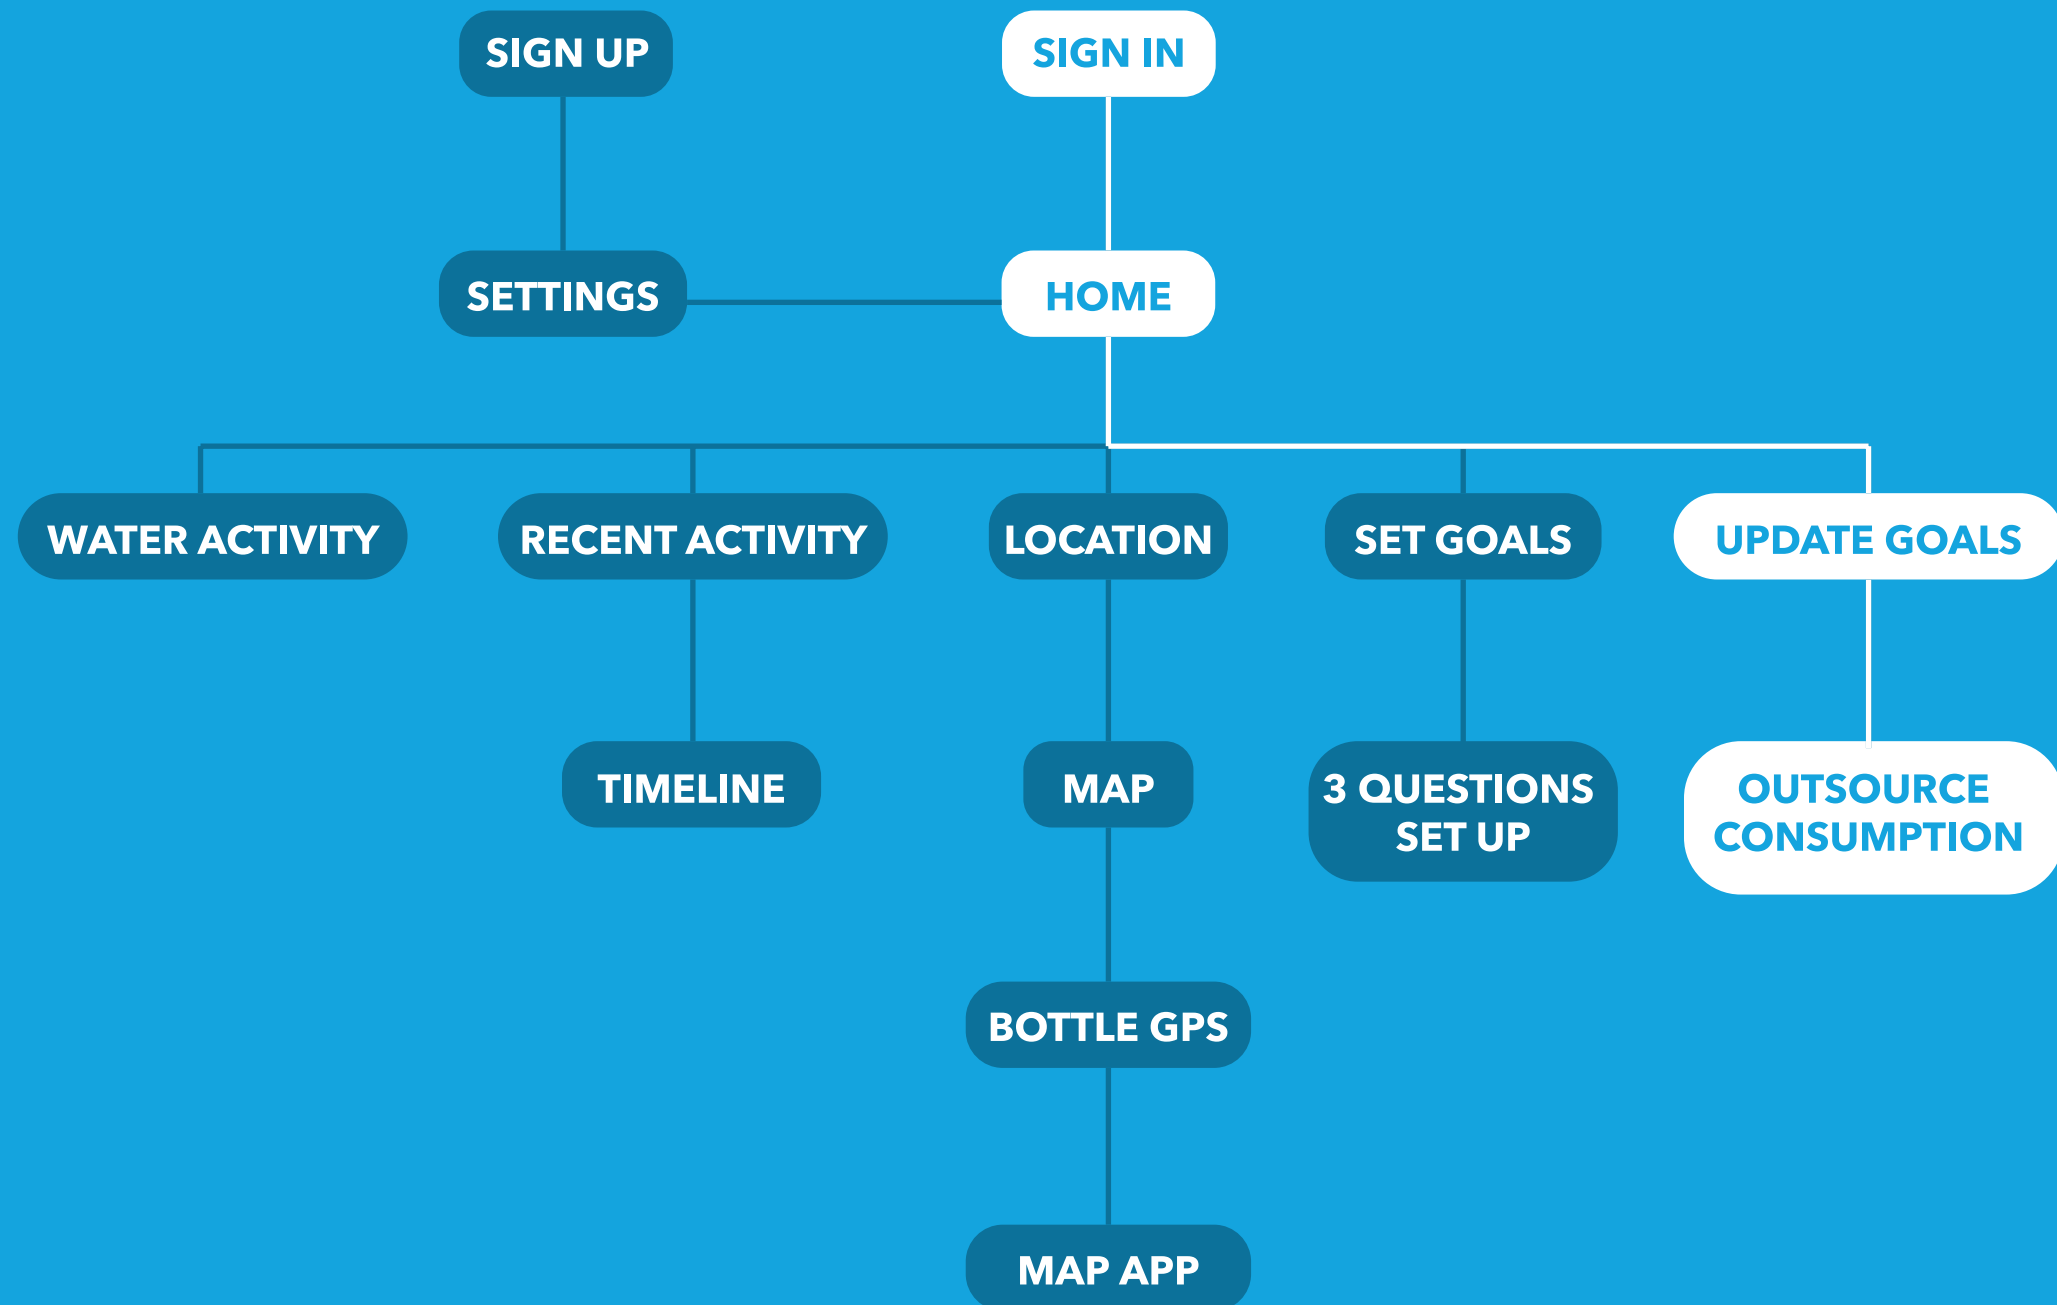 SIGN UP
SIGN IN
SETTINGS
HOME
WATER ACTIVITY
RECENT ACTIVITY
LOCATION
SET GOALS
UPDATE GOALS
TIMELINE
MAP
3 QUESTIONS
SET UP
OUTSOURCE
CONSUMPTION
BOTTLE GPS
MAP APP